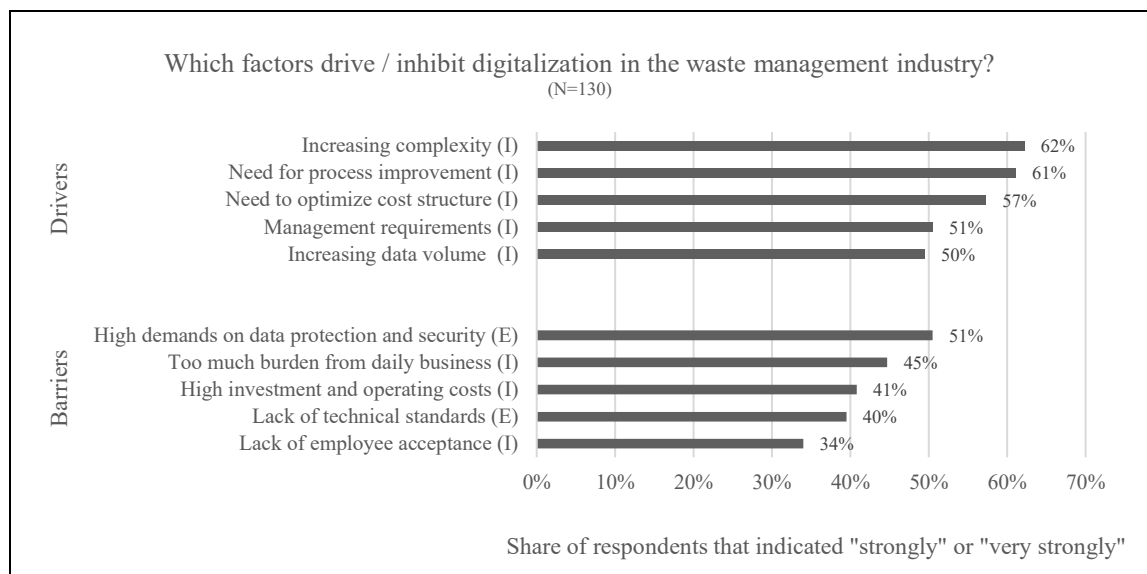 Which factors drive / inhibit digitalization in the waste management industry?
(N=130)
Drivers
Increasing complexity (I) 62%
Need for process improvement (I) 61%
Need to optimize cost structure (I) 57%
Management requirements (I) 51%
Increasing data volume (I) 50%
Barriers
High demands on data protection and security (E) 51%
Too much burden from daily business (I) 45%
High investment and operating costs (I) 41%
Lack of technical standards (E) 40%
Lack of employee acceptance (I) 34%
0% 10% 20% 30% 40% 50% 60% 70%
Share of respondents that indicated "strongly" or "very strongly"